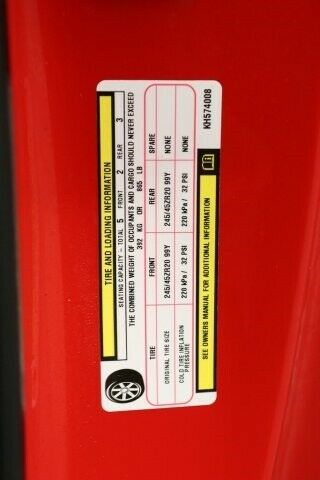 TIRE AND LOADING INFORMATION
SEATING CAPACITY – TOTAL 5 FRONT 2 REAR 3
THE COMBINED WEIGHT OF OCCUPANTS AND CARGO SHOULD NEVER EXCEED
392 KG OR 865 LB
TIRE FRONT REAR SPARE
ORIGINAL TIRE SIZE 245/45ZR20 99Y 245/45ZR20 99Y NONE
COLD TIRE INFLATION PRESSURE 220 kPa / 32 PSI 220 kPa / 32 PSI NONE
SEE OWNERS MANUAL FOR ADDITIONAL INFORMATION
KH574008